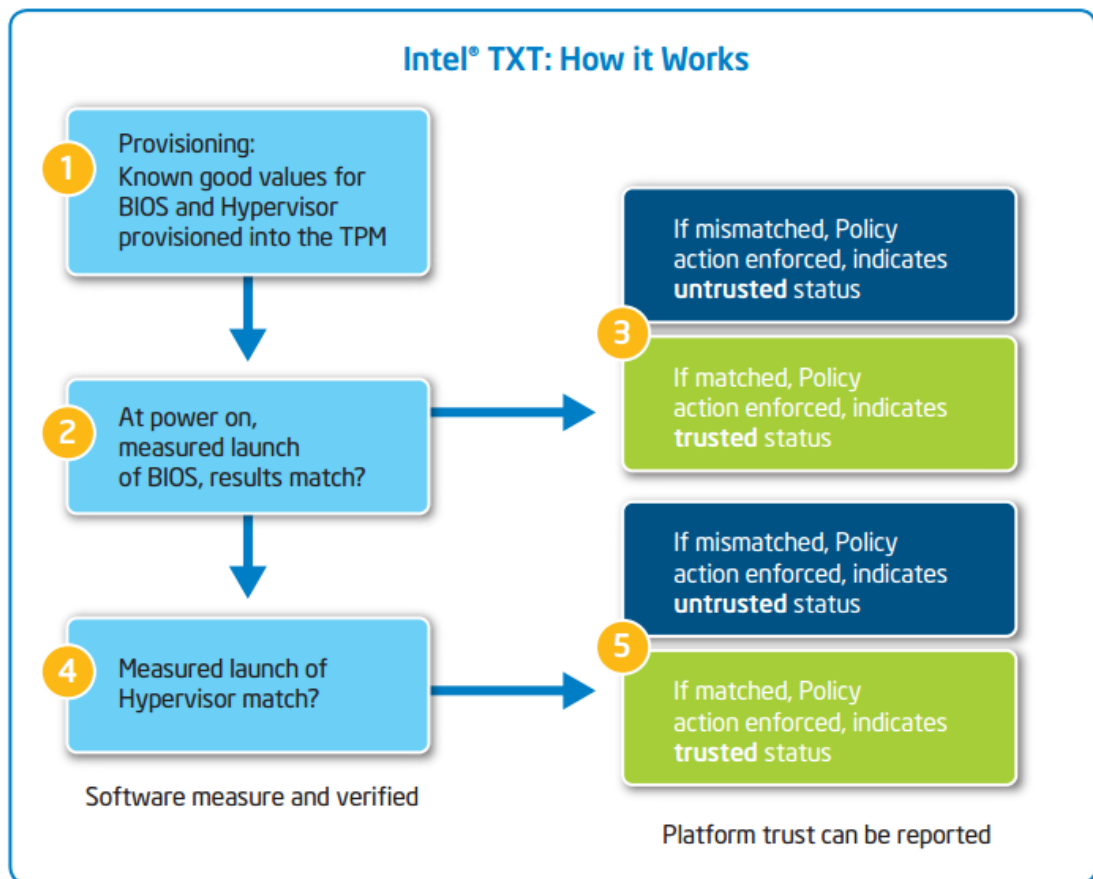 Intel® TXT: How it Works
1
Provisioning:
Known good values for
BIOS and Hypervisor
provisioned into the TPM
2
At power on,
measured launch
of BIOS, results match?
3
If mismatched, Policy
action enforced, indicates
untrusted status
If matched, Policy
action enforced, indicates
trusted status
4
Measured launch of
Hypervisor match?
5
If mismatched, Policy
action enforced, indicates
untrusted status
If matched, Policy
action enforced, indicates
trusted status
Software measure and verified
Platform trust can be reported